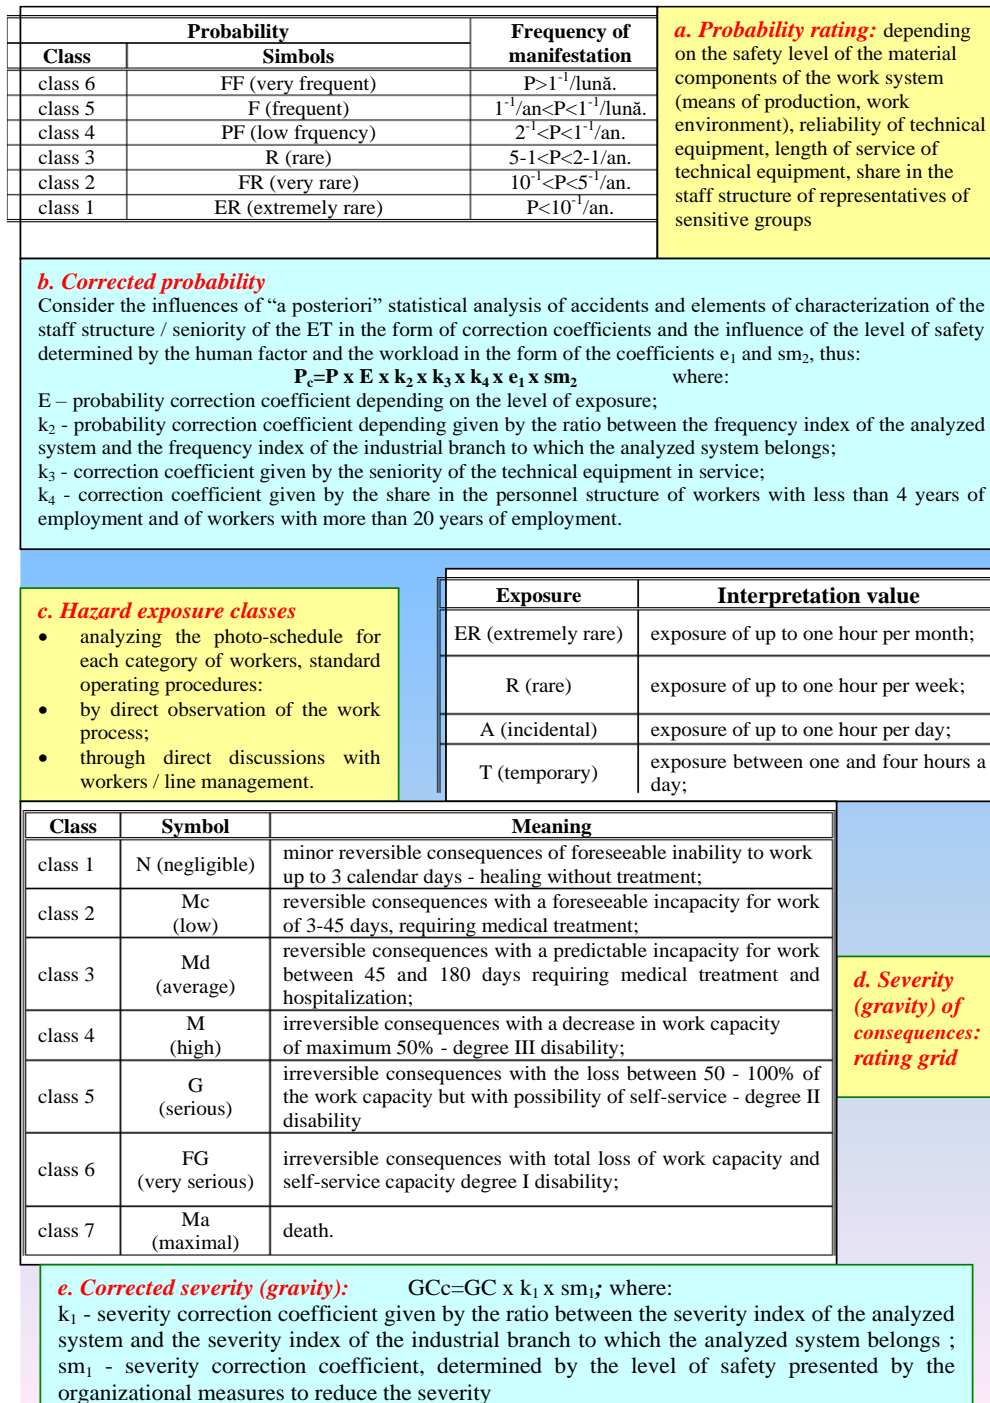 Probability
Frequency of manifestation
Class Simbols
class 6 FF (very frequent) P>1⁻¹/lună.
class 5 F (frequent) 1⁻¹/an<P<1⁻¹/lună.
class 4 PF (low frquency) 2⁻¹<P<1⁻¹/an.
class 3 R (rare) 5-1<P<2-1/an.
class 2 FR (very rare) 10⁻¹<P<5⁻¹/an.
class 1 ER (extremely rare) P<10⁻¹/an.
a. Probability rating: depending
on the safety level of the material
components of the work system
(means of production, work
environment), reliability of technical
equipment, length of service of
technical equipment, share in the
staff structure of representatives of
sensitive groups
b. Corrected probability
Consider the influences of “a posteriori” statistical analysis of accidents and elements of characterization of the
staff structure / seniority of the ET in the form of correction coefficients and the influence of the level of safety
determined by the human factor and the workload in the form of the coefficients e₁ and sm₂, thus:
P_c=P x E x k₂ x k₃ x k₄ x e₁ x sm₂ where:
E – probability correction coefficient depending on the level of exposure;
k₂ - probability correction coefficient depending given by the ratio between the frequency index of the analyzed
system and the frequency index of the industrial branch to which the analyzed system belongs;
k₃ - correction coefficient given by the seniority of the technical equipment in service;
k₄ - correction coefficient given by the share in the personnel structure of workers with less than 4 years of
employment and of workers with more than 20 years of employment.
c. Hazard exposure classes
• analyzing the photo-schedule for
each category of workers, standard
operating procedures:
• by direct observation of the work
process;
• through direct discussions with
workers / line management.
Exposure Interpretation value
ER (extremely rare) exposure of up to one hour per month;
R (rare) exposure of up to one hour per week;
A (incidental) exposure of up to one hour per day;
T (temporary) exposure between one and four hours a
day;
Class Symbol Meaning
class 1 N (negligible) minor reversible consequences of foreseeable inability to work
up to 3 calendar days - healing without treatment;
class 2 Mc (low) reversible consequences with a foreseeable incapacity for work
of 3-45 days, requiring medical treatment;
class 3 Md (average) reversible consequences with a predictable incapacity for work
between 45 and 180 days requiring medical treatment and
hospitalization;
class 4 M (high) irreversible consequences with a decrease in work capacity
of maximum 50% - degree III disability;
class 5 G (serious) irreversible consequences with the loss between 50 - 100% of
the work capacity but with possibility of self-service - degree II
disability
class 6 FG (very serious) irreversible consequences with total loss of work capacity and
self-service capacity degree I disability;
class 7 Ma (maximal) death.
d. Severity
(gravity) of
consequences:
rating grid
e. Corrected severity (gravity): GCc=GC x k₁ x sm₁; where:
k₁ - severity correction coefficient given by the ratio between the severity index of the analyzed
system and the severity index of the industrial branch to which the analyzed system belongs ;
sm₁ - severity correction coefficient, determined by the level of safety presented by the
organizational measures to reduce the severity